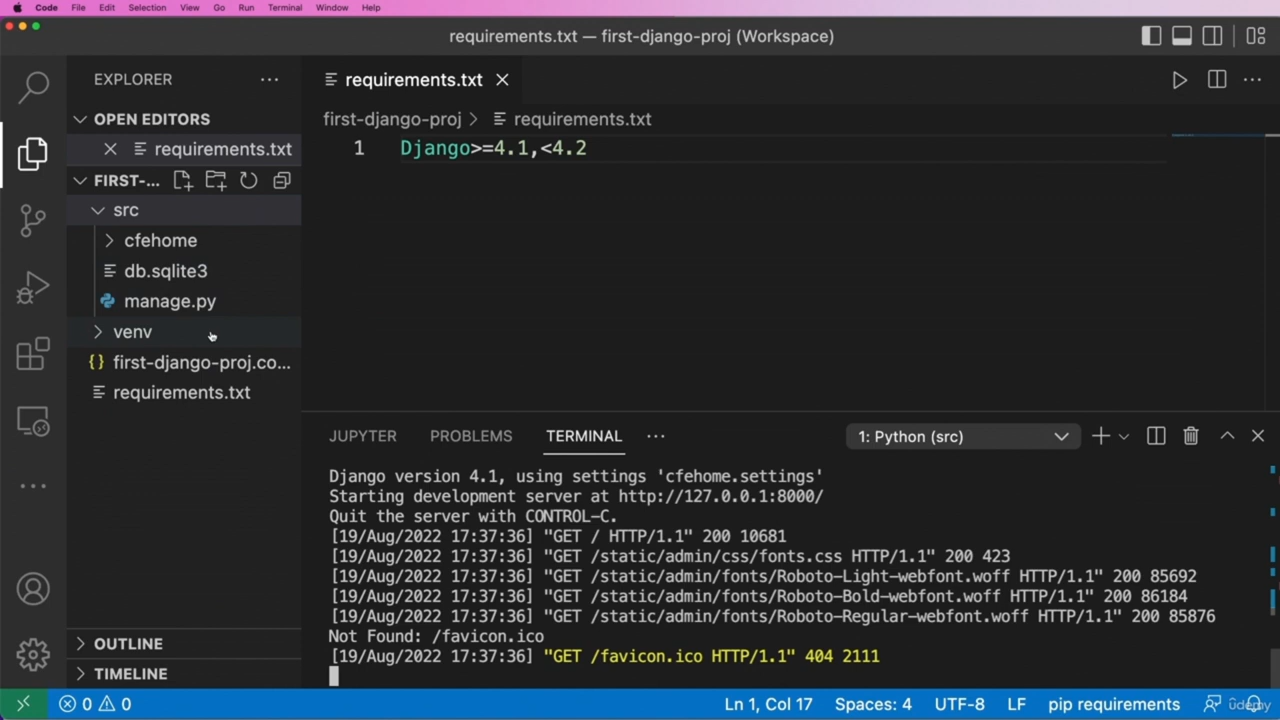 Code File Edit Selection View Go Run Terminal Window Help
requirements.txt — first-django-proj (Workspace)
EXPLORER
requirements.txt
OPEN EDITORS
first-django-proj > requirements.txt
requirements.txt
1 Django>=4.1,<4.2
FIRST-...
src
cfehome
db.sqlite3
manage.py
venv
first-django-proj.co...
requirements.txt
OUTLINE
TIMELINE
JUPYTER PROBLEMS TERMINAL 1: Python (src)
Django version 4.1, using settings 'cfehome.settings'
Starting development server at http://127.0.0.1:8000/
Quit the server with CONTROL-C.
[19/Aug/2022 17:37:36] "GET / HTTP/1.1" 200 10681
[19/Aug/2022 17:37:36] "GET /static/admin/css/fonts.css HTTP/1.1" 200 423
[19/Aug/2022 17:37:36] "GET /static/admin/fonts/Roboto-Light-webfont.woff HTTP/1.1" 200 85692
[19/Aug/2022 17:37:36] "GET /static/admin/fonts/Roboto-Bold-webfont.woff HTTP/1.1" 200 86184
[19/Aug/2022 17:37:36] "GET /static/admin/fonts/Roboto-Regular-webfont.woff HTTP/1.1" 200 85876
Not Found: /favicon.ico
[19/Aug/2022 17:37:36] "GET /favicon.ico HTTP/1.1" 404 2111
0 0 Ln 1, Col 17 Spaces: 4 UTF-8 LF pip requirements udemy